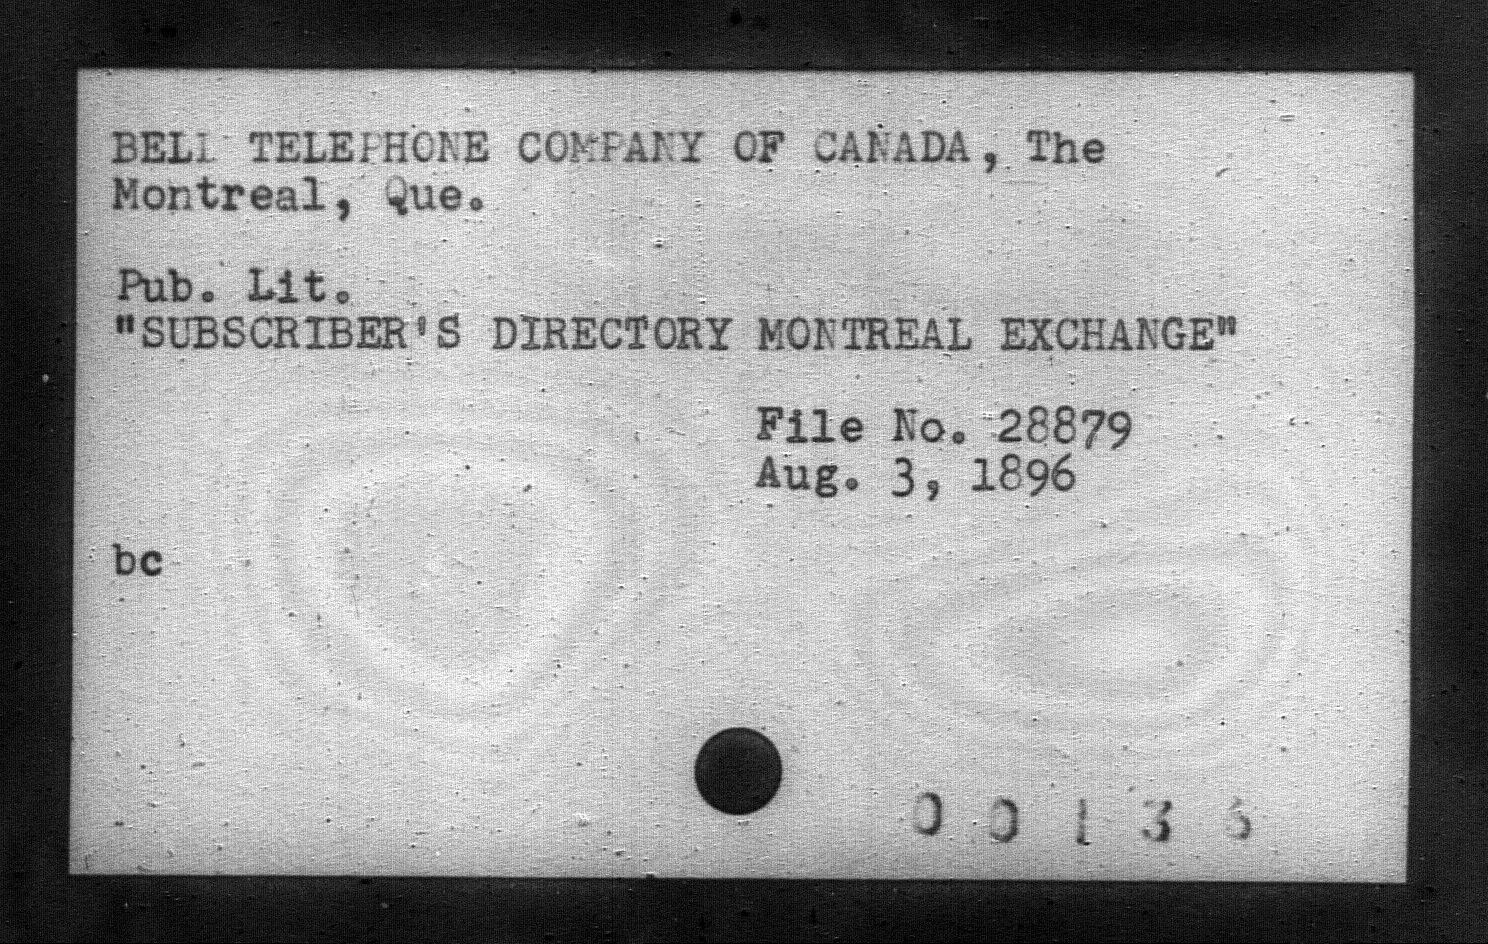 BELL TELEPHONE COMPANY OF CANADA, The
Montreal, Que.
Pub. Lit.
"SUBSCRIBER'S DIRECTORY MONTREAL EXCHANGE"
File No. 28879
Aug. 3, 1896
bc